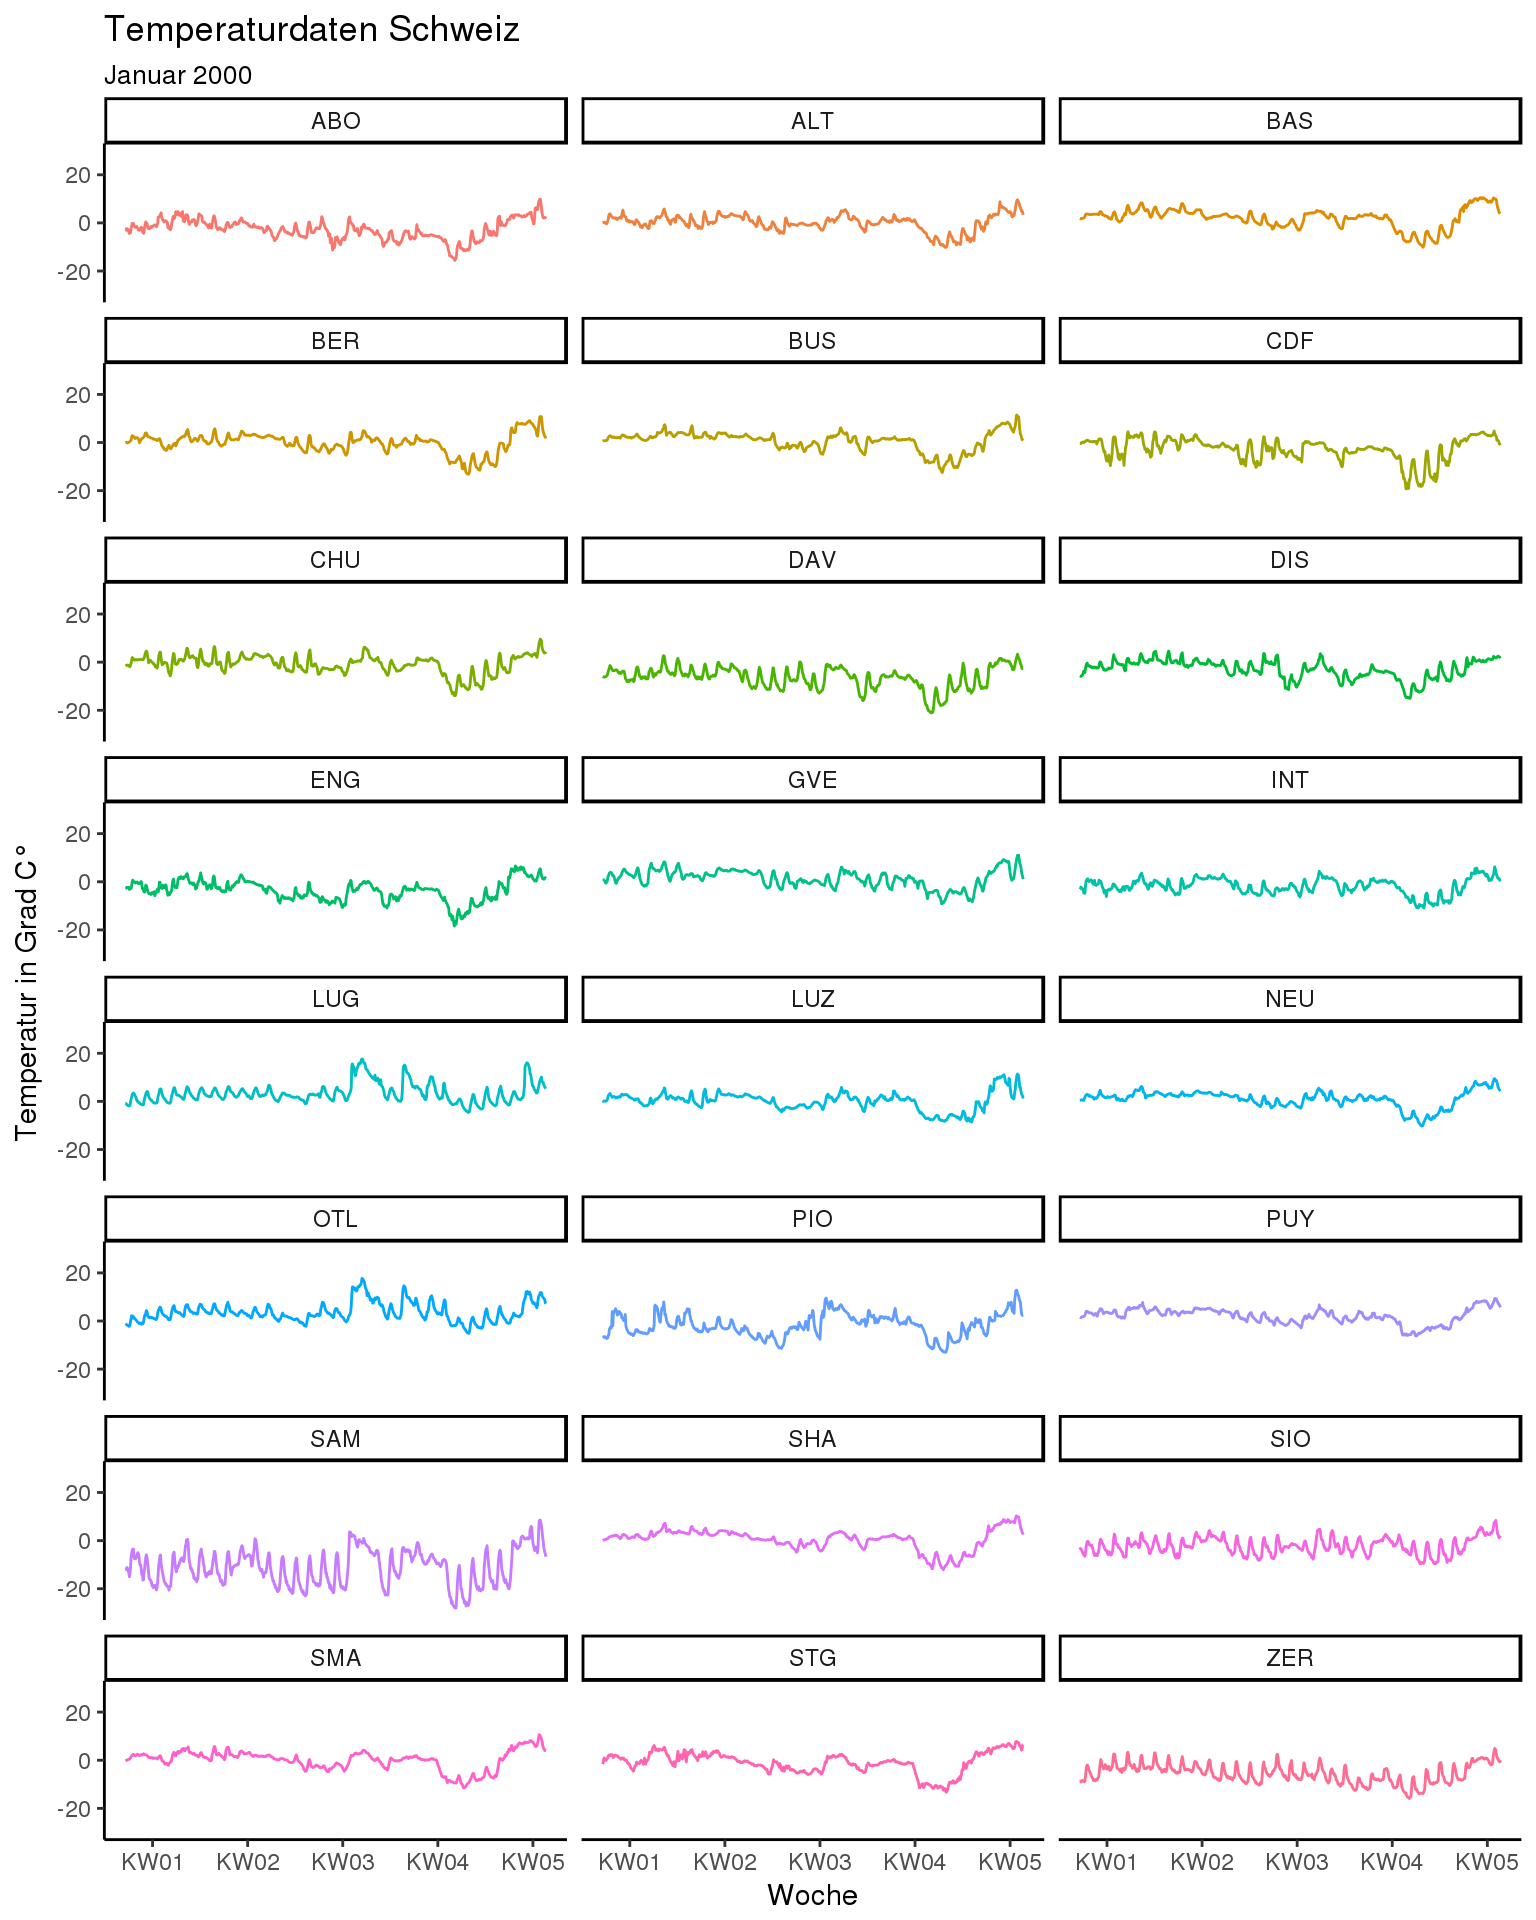 Temperaturdaten Schweiz
Januar 2000
ABO ALT BAS
20
0
-20
BER BUS CDF
20
0
-20
CHU DAV DIS
20
0
-20
ENG GVE INT
20
0
-20
LUG LUZ NEU
20
0
-20
OTL PIO PUY
20
0
-20
SAM SHA SIO
20
0
-20
SMA STG ZER
20
0
-20
KW01 KW02 KW03 KW04 KW05 KW01 KW02 KW03 KW04 KW05 KW01 KW02 KW03 KW04 KW05
Woche
Temperatur in Grad C°